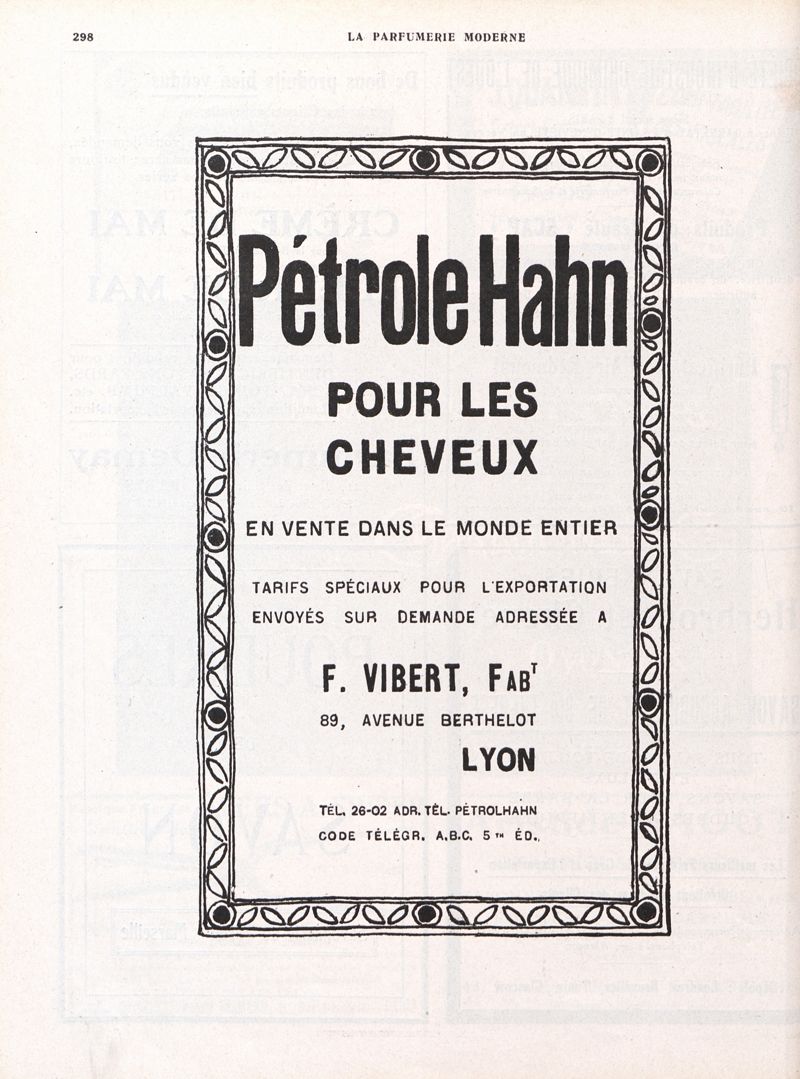 298
LA PARFUMERIE MODERNE
Pétrole Hahn
POUR LES
CHEVEUX
EN VENTE DANS LE MONDE ENTIER
TARIFS SPÉCIAUX POUR L'EXPORTATION
ENVOYÉS SUR DEMANDE ADRESSÉE A
F. VIBERT, FABT
89, AVENUE BERTHELOT
LYON
TÉL. 26-02 ADR. TÉL. PÉTROLHAHN
CODE TÉLÉGR. A.B.C. 5TH ÉD.